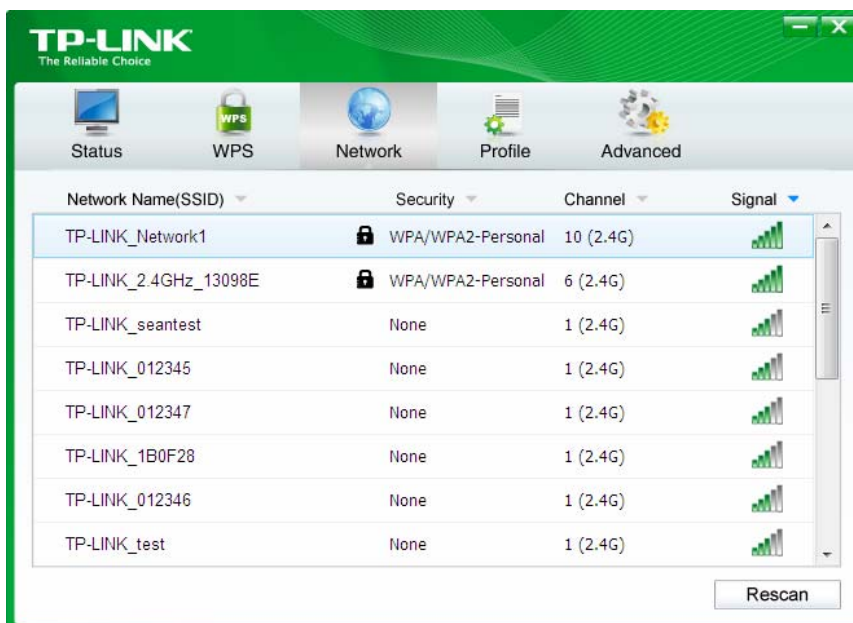 TP-LINK
The Reliable Choice
WPS
Status WPS Network Profile Advanced
Network Name(SSID) Security Channel Signal
TP-LINK_Network1 WPA/WPA2-Personal 10 (2.4G)
TP-LINK_2.4GHz_13098E WPA/WPA2-Personal 6 (2.4G)
TP-LINK_seantest None 1 (2.4G)
TP-LINK_012345 None 1 (2.4G)
TP-LINK_012347 None 1 (2.4G)
TP-LINK_1B0F28 None 1 (2.4G)
TP-LINK_012346 None 1 (2.4G)
TP-LINK_test None 1 (2.4G)
Rescan